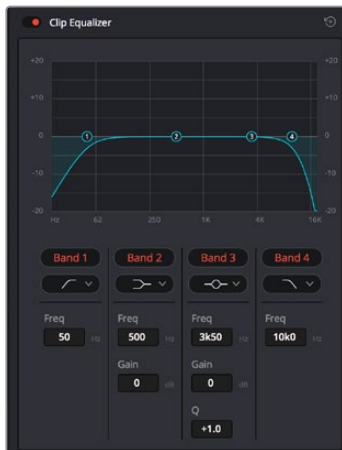 Clip Equalizer
+20 +20
+10 +10
0 0
-10 -10
-20 -20
Hz 62 250 1K 4K 16K
1 2 3 4
Band 1 Band 2 Band 3 Band 4
Freq Freq Freq Freq
50 Hz 500 Hz 3k50 Hz 10k0 Hz
Gain Gain
0 dB 0 dB
Q
+1.0